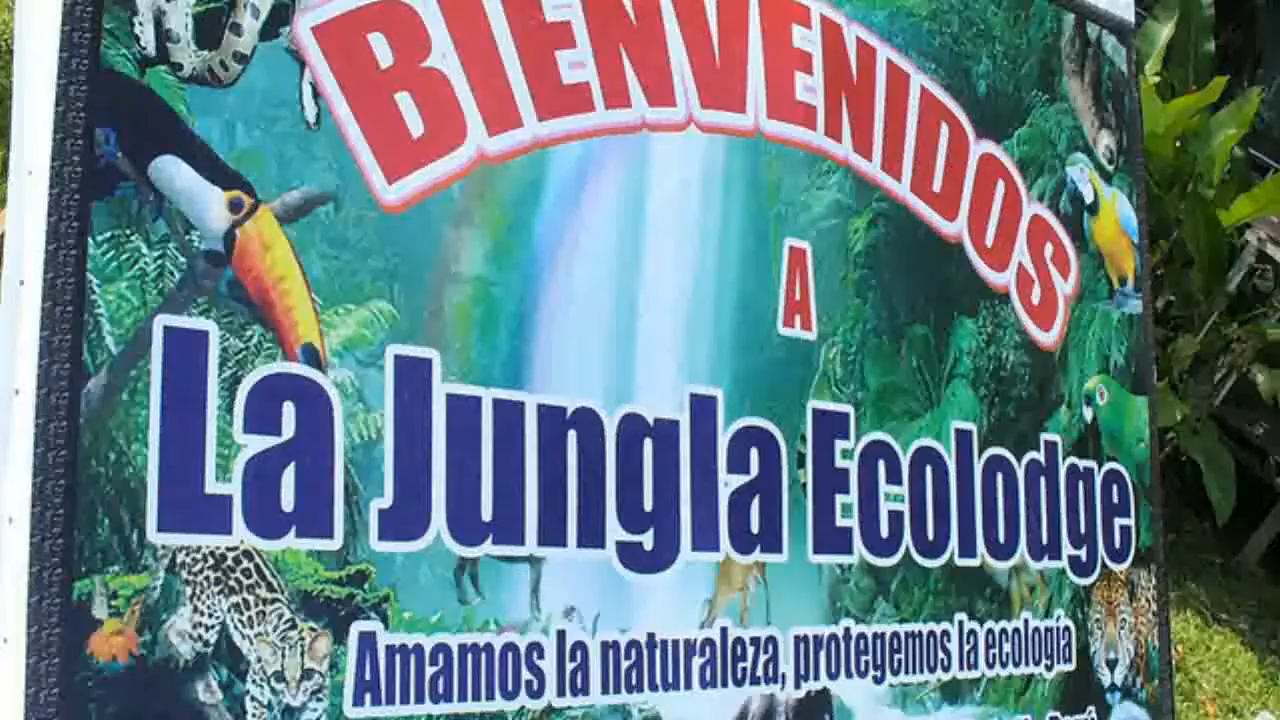 BIENVENIDOS
A
La Jungla Ecolodge
Amamos la naturaleza, protegemos la ecología